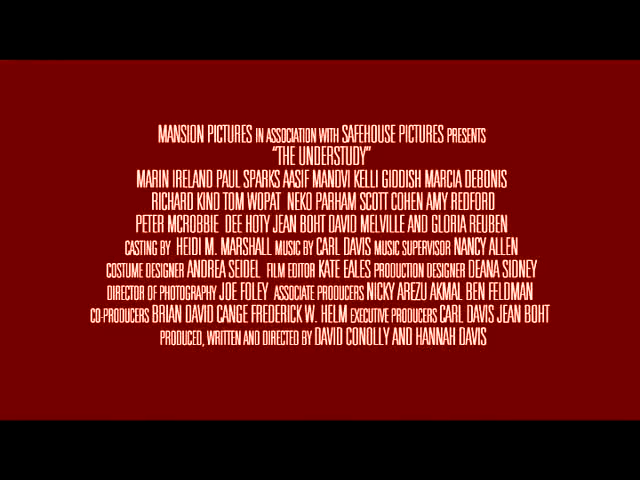 MANSION PICTURES IN ASSOCIATION WITH SAFEHOUSE PICTURES PRESENTS
"THE UNDERSTUDY"
MARIN IRELAND PAUL SPARKS AASIF MANDVI KELLI GIDDISH MARCIA DEBONIS
RICHARD KIND TOM WOPAT NEKO PARHAM SCOTT COHEN AMY REDFORD
PETER MCROBBIE DEE HOTY JEAN BOHT DAVID MELVILLE AND GLORIA REUBEN
CASTING BY HEIDI M. MARSHALL MUSIC BY CARL DAVIS MUSIC SUPERVISOR NANCY ALLEN
COSTUME DESIGNER ANDREA SEIDEL FILM EDITOR KATE EALES PRODUCTION DESIGNER DEANA SIDNEY
DIRECTOR OF PHOTOGRAPHY JOE FOLEY ASSOCIATE PRODUCERS NICKY AREZU AKMAL BEN FELDMAN
CO-PRODUCERS BRIAN DAVID CANGE FREDERICK W. HELM EXECUTIVE PRODUCERS CARL DAVIS JEAN BOHT
PRODUCED, WRITTEN AND DIRECTED BY DAVID CONOLLY AND HANNAH DAVIS